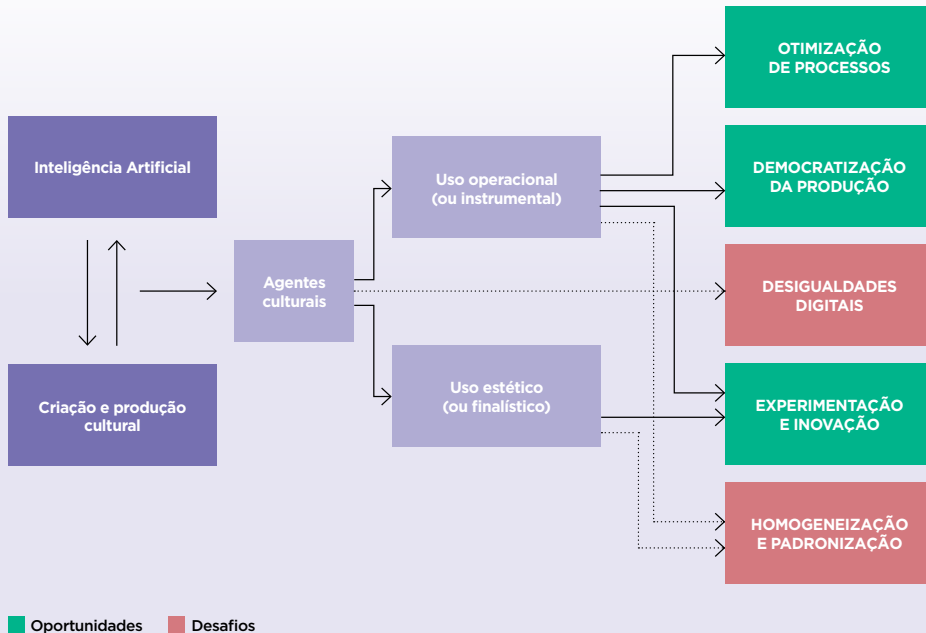 Inteligência Artificial
Criação e produção
cultural
Agentes
culturais
Uso operacional
(ou instrumental)
Uso estético
(ou finalístico)
OTIMIZAÇÃO
DE PROCESSOS
DEMOCRATIZAÇÃO
DA PRODUÇÃO
DESIGUALDADES
DIGITAIS
EXPERIMENTAÇÃO
E INOVAÇÃO
HOMOGENEIZAÇÃO
E PADRONIZAÇÃO
Oportunidades
Desafios